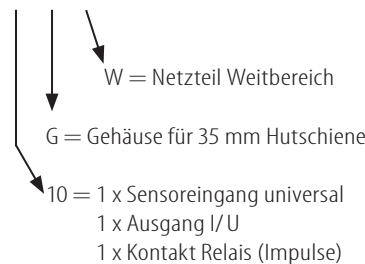 W = Netzteil Weitbereich
G = Gehäuse für 35 mm Hutschiene
10 = 1 x Sensoreingang universal
1 x Ausgang I/U
1 x Kontakt Relais (Impulse)